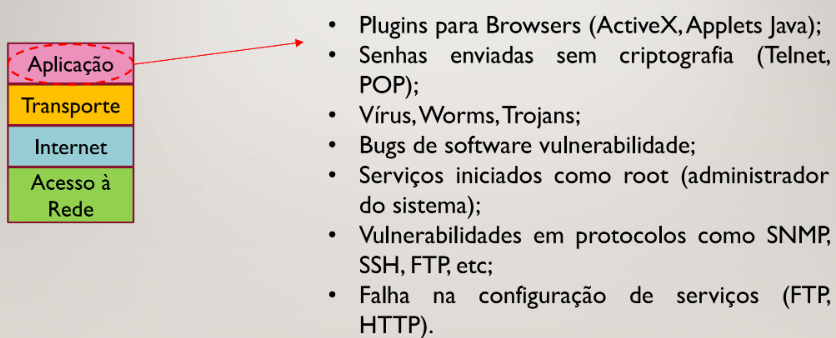 Aplicação
Transporte
Internet
Acesso à
Rede
• Plugins para Browsers (ActiveX, Applets Java);
• Senhas enviadas sem criptografia (Telnet,
POP);
• Vírus, Worms, Trojans;
• Bugs de software vulnerabilidade;
• Serviços iniciados como root (administrador
do sistema);
• Vulnerabilidades em protocolos como SNMP,
SSH, FTP, etc;
• Falha na configuração de serviços (FTP,
HTTP).